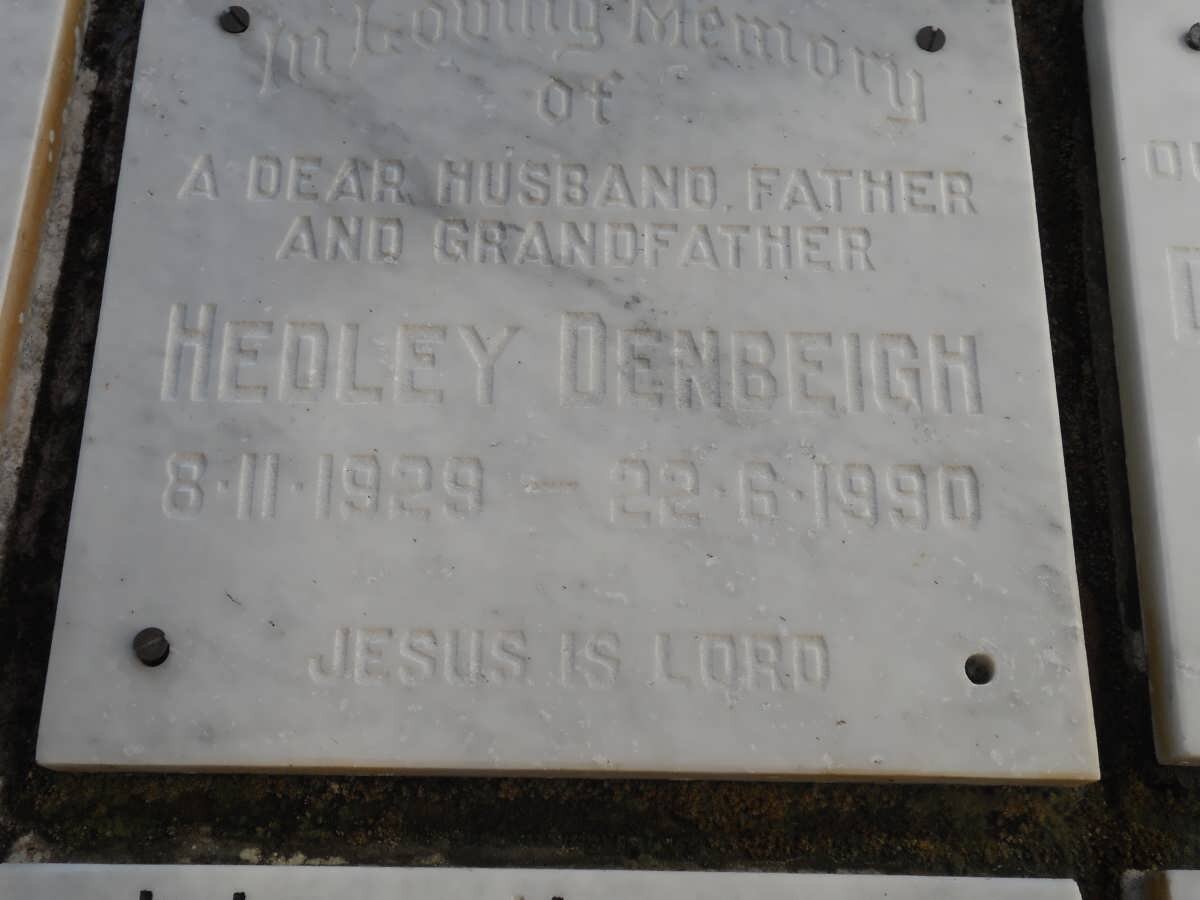 In Loving Memory
of
A DEAR HUSBAND, FATHER
AND GRANDFATHER
HEDLEY DENBEIGH
8·11·1929 — 22·6·1990
JESUS IS LORD